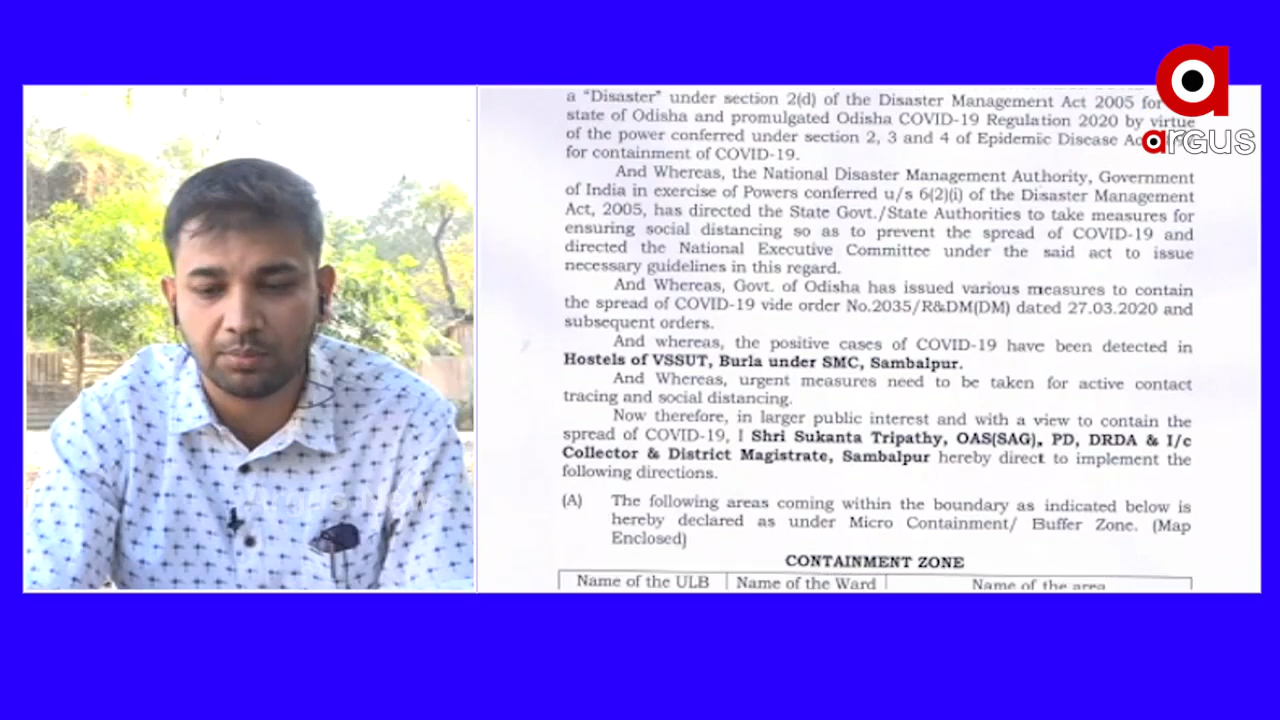 argus
Argus News
a “Disaster” under section 2(d) of the Disaster Management Act 2005 for
state of Odisha and promulgated Odisha COVID-19 Regulation 2020 by virtue
of the power conferred under section 2, 3 and 4 of Epidemic Disease
for containment of COVID-19.
And Whereas, the National Disaster Management Authority, Government
of India in exercise of Powers conferred u/s 6(2)(i) of the Disaster Management
Act, 2005, has directed the State Govt./State Authorities to take measures for
ensuring social distancing so as to prevent the spread of COVID-19 and
directed the National Executive Committee under the said act to issue
necessary guidelines in this regard.
And Whereas, Govt. of Odisha has issued various measures to contain
the spread of COVID-19 vide order No.2035/R&DM(DM) dated 27.03.2020 and
subsequent orders.
And whereas, the positive cases of COVID-19 have been detected in
Hostels of VSSUT, Burla under SMC, Sambalpur.
And Whereas, urgent measures need to be taken for active contact
tracing and social distancing.
Now therefore, in larger public interest and with a view to contain the
spread of COVID-19, I Shri Sukanta Tripathy, OAS(SAG), PD, DRDA & I/c
Collector & District Magistrate, Sambalpur hereby direct to implement the
following directions.
(A) The following areas coming within the boundary as indicated below is
hereby declared as under Micro Containment/ Buffer Zone. (Map
Enclosed)
CONTAINMENT ZONE
Name of the ULB Name of the Ward Name of the area